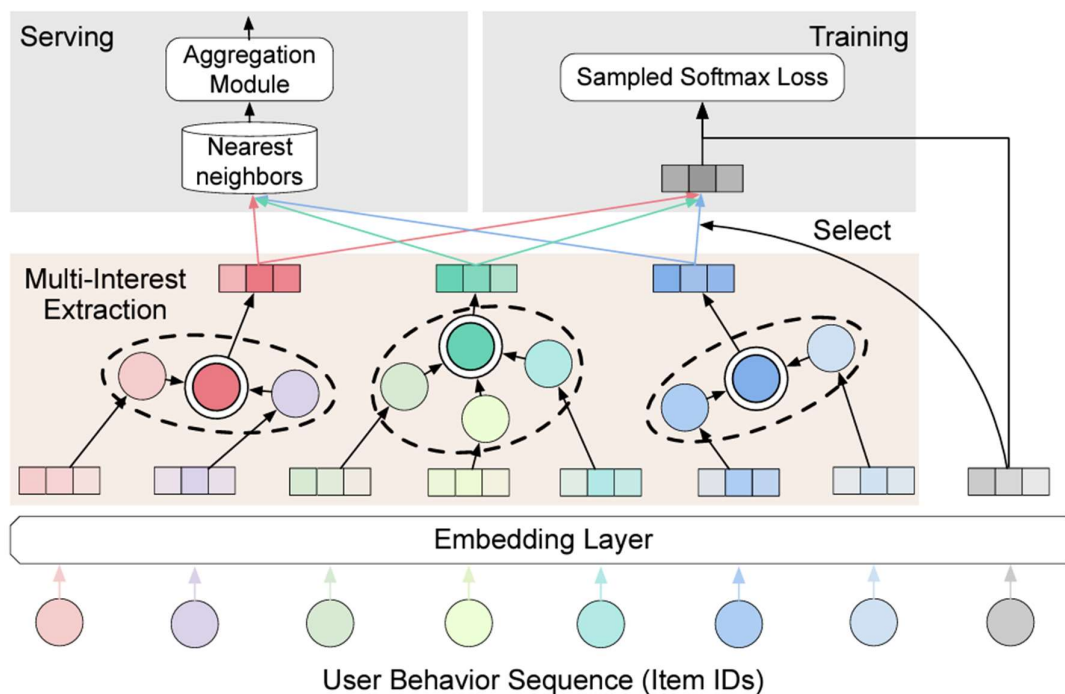 Serving
Aggregation
Module
Nearest
neighbors
Training
Sampled Softmax Loss
Select
Multi-Interest
Extraction
Embedding Layer
User Behavior Sequence (Item IDs)